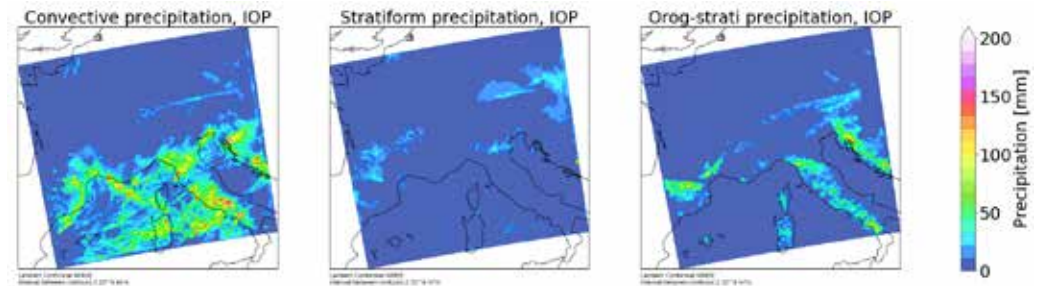 Convective precipitation, IOP
Stratiform precipitation, IOP
Orog-strati precipitation, IOP
200
150
100
50
0
Precipitation [mm]